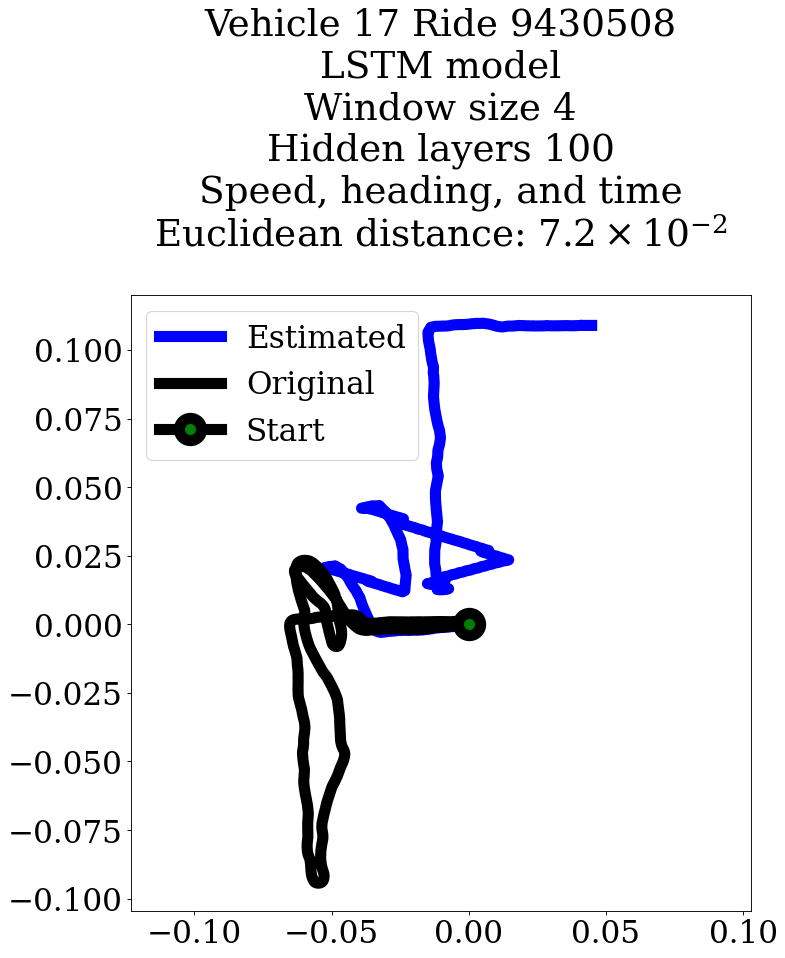 Vehicle 17 Ride 9430508
LSTM model
Window size 4
Hidden layers 100
Speed, heading, and time
Euclidean distance: 7.2 × 10⁻²
Estimated
Original
Start
0.100
0.075
0.050
0.025
0.000
−0.025
−0.050
−0.075
−0.100
−0.10 −0.05 0.00 0.05 0.10